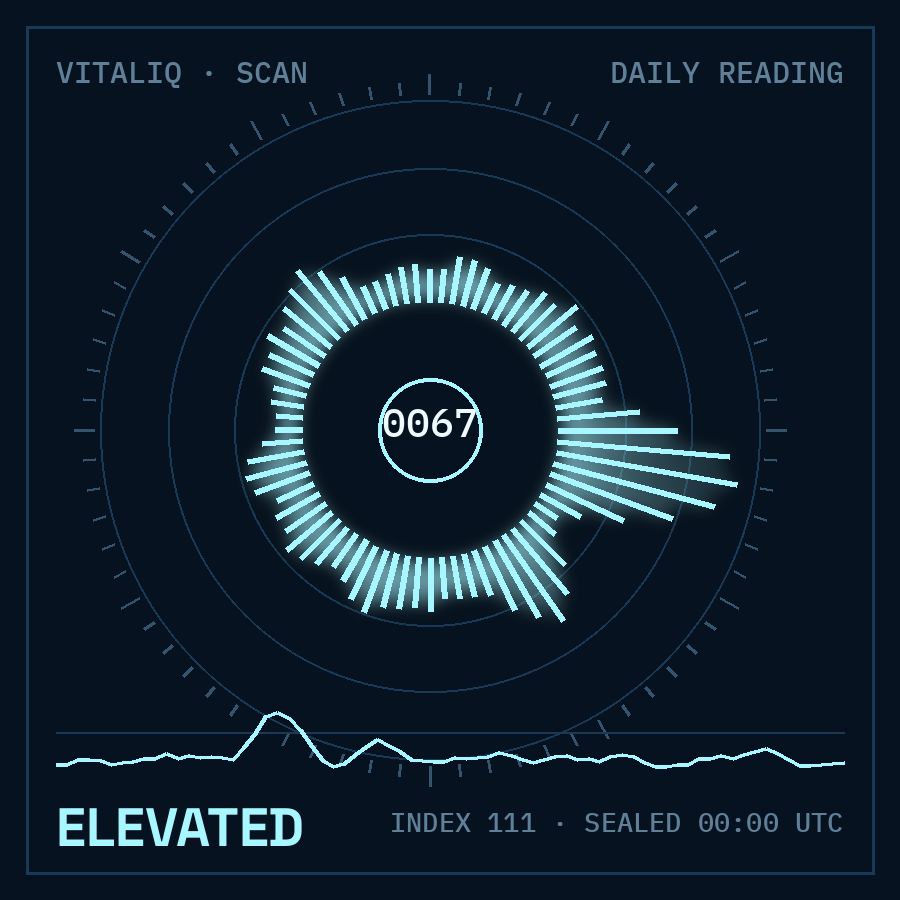 VITALIQ · SCAN
DAILY READING
0067
ELEVATED
INDEX 111 · SEALED 00:00 UTC